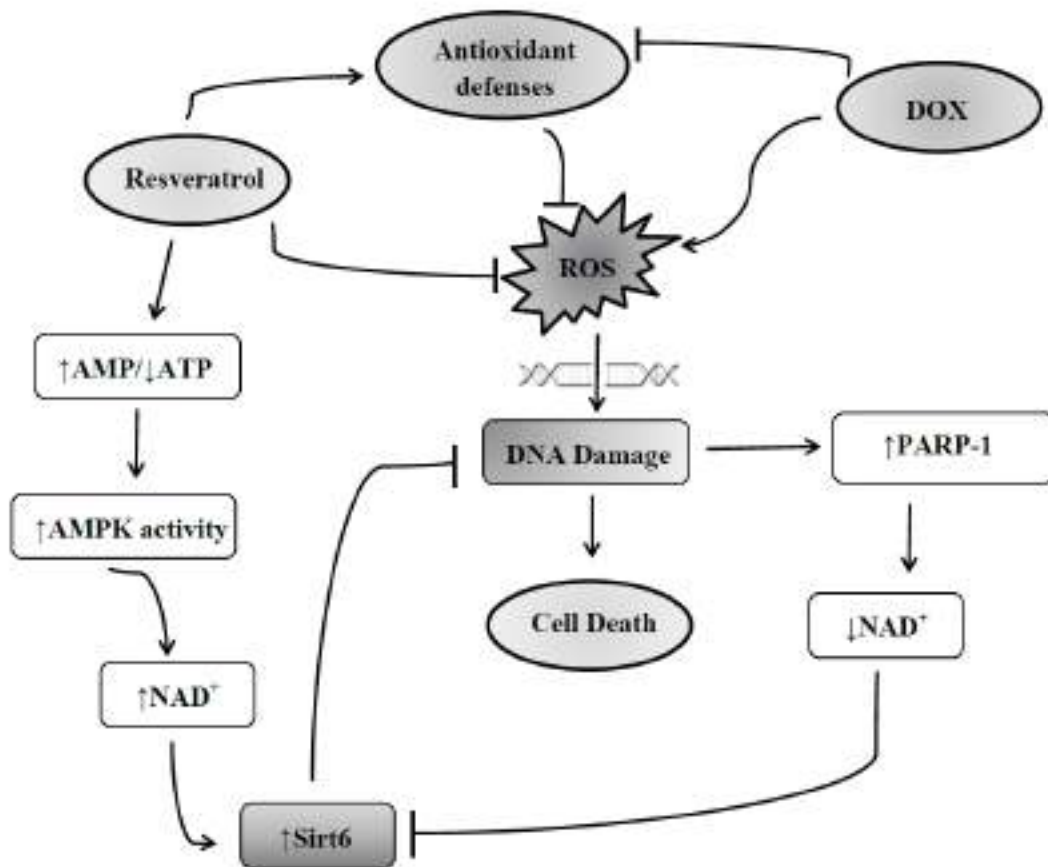 Antioxidant
defenses
DOX
Resveratrol
ROS
↑AMP/↓ATP
DNA Damage
↑PARP-1
↑AMPK activity
Cell Death
↓NAD⁺
↑NAD⁺
↑Sirt6